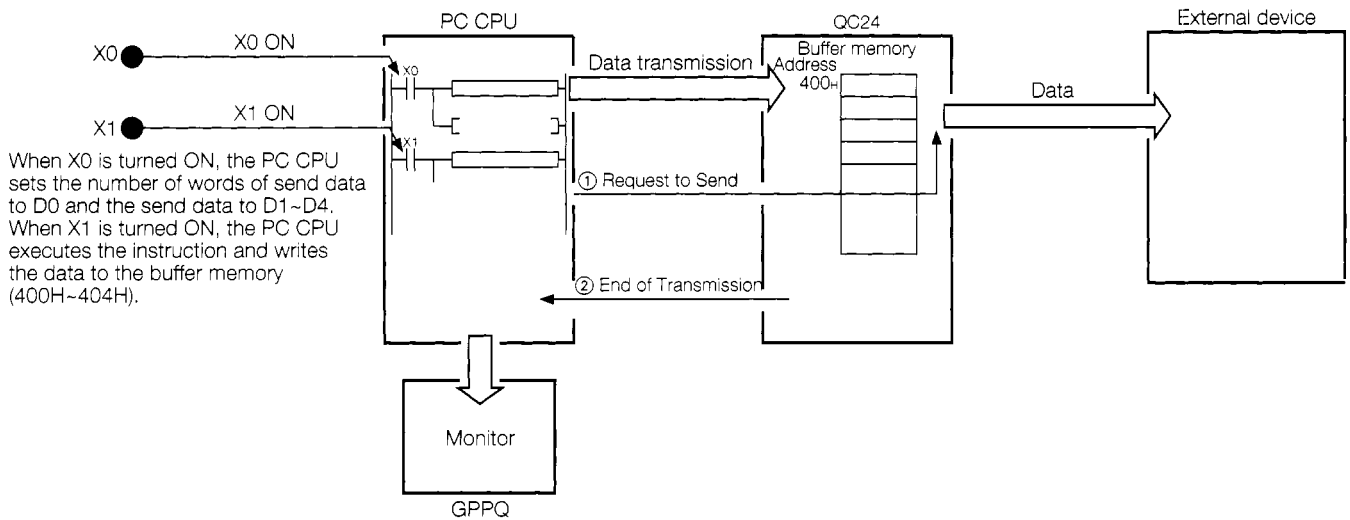 PC CPU
QC24
External device
X0
X0 ON
X0
X1
X1 ON
X1
Data transmission
Buffer memory
Address
400H
Data
① Request to Send
② End of Transmission
When X0 is turned ON, the PC CPU
sets the number of words of send data
to D0 and the send data to D1~D4.
When X1 is turned ON, the PC CPU
executes the instruction and writes
the data to the buffer memory
(400H~404H).
Monitor
GPPQ